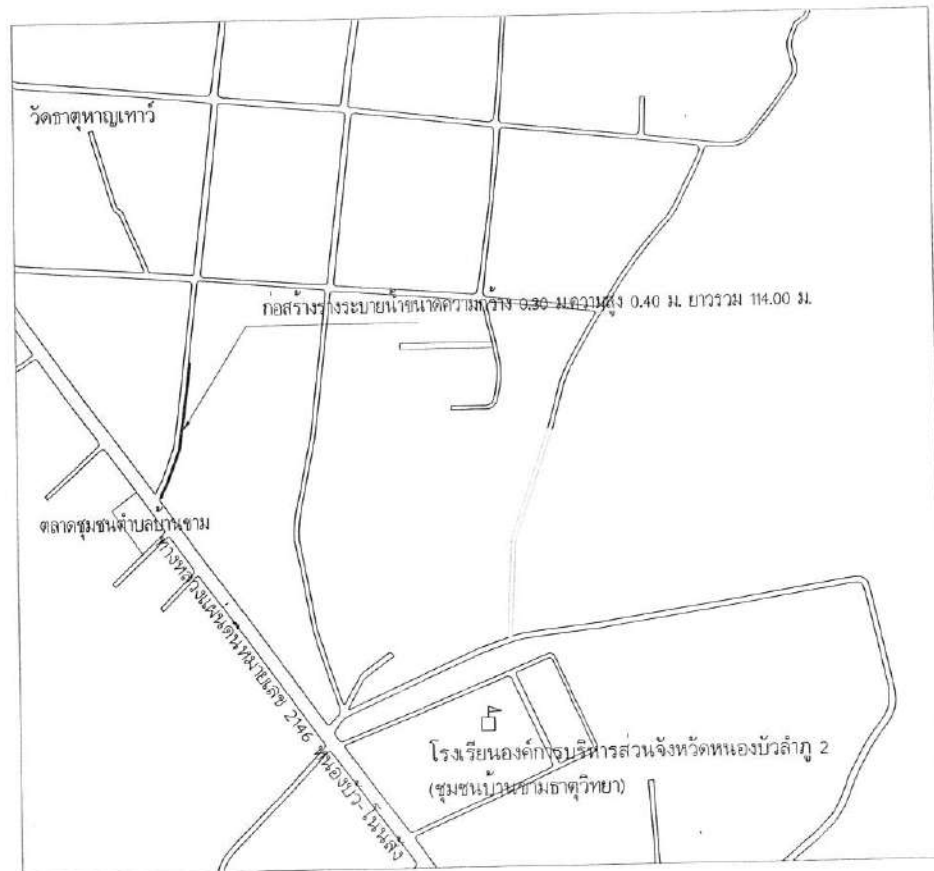 วัดธาตุหาญเทาว์
ก่อสร้างรางระบายน้ำขนาดความกว้าง 0.30 ม.ความสูง 0.40 ม. ยาวรวม 114.00 ม.
ตลาดชุมชนตำบลบ้านขาม
ทางหลวงแผ่นดินหมายเลข 2146 หนองบัว-โนนสัง
โรงเรียนองค์การบริหารส่วนจังหวัดหนองบัวลำภู 2
(ชุมชนบ้านขามธาตุวิทยา)